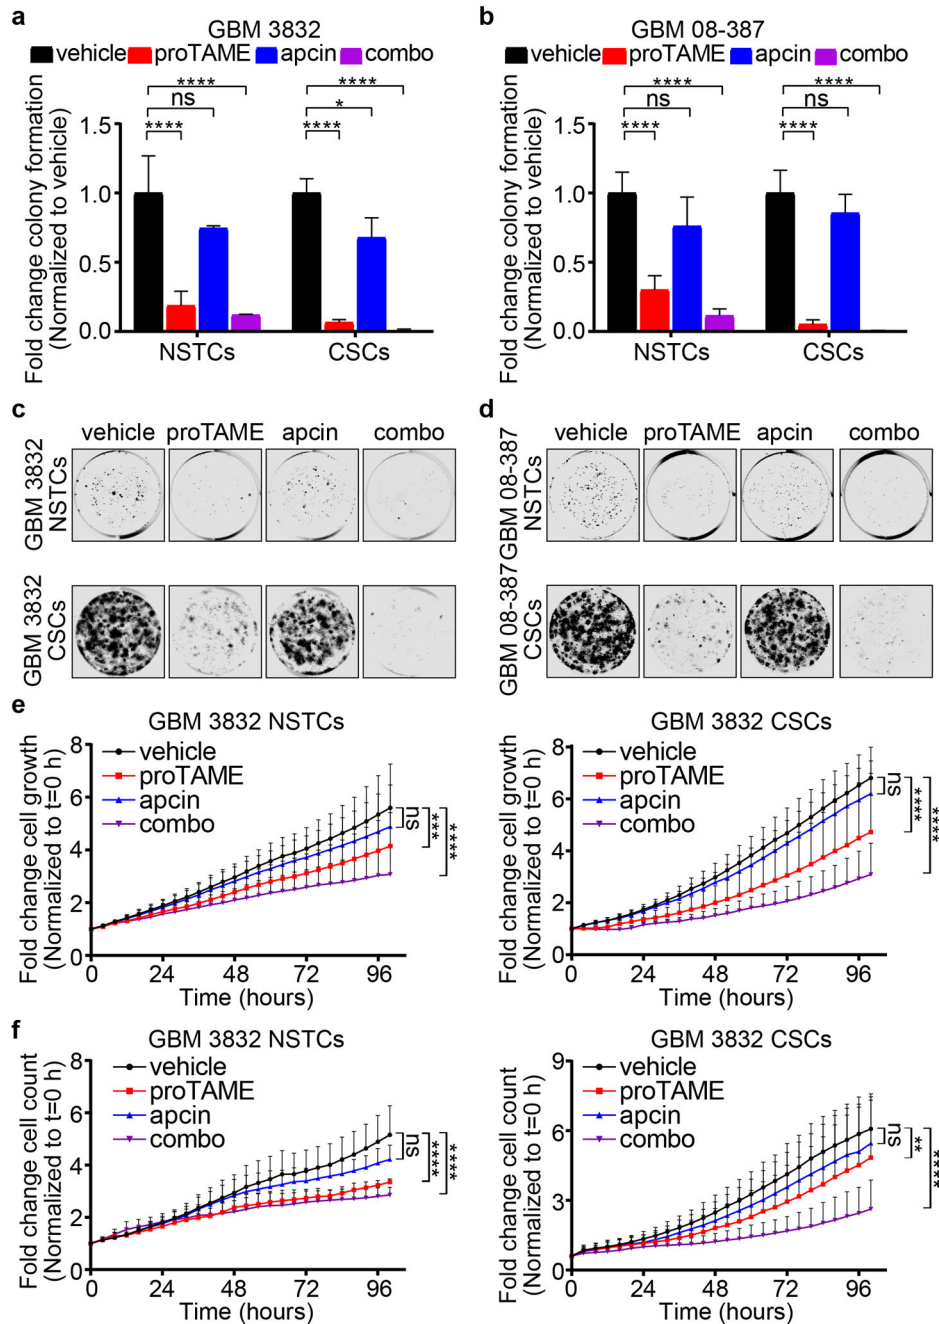 a
GBM 3832
vehicle proTAME apcin combo
****
ns
****
****
*
****
Fold change colony formation
(Normalized to vehicle)
1.5
1.0
0.5
0.0
NSTCs CSCs
b
GBM 08-387
vehicle proTAME apcin combo
****
ns
****
****
ns
****
Fold change colony formation
(Normalized to vehicle)
1.5
1.0
0.5
0.0
NSTCs CSCs
c
vehicle proTAME apcin combo
GBM 3832
NSTCs
GBM 3832
CSCs
d
vehicle proTAME apcin combo
GBM 08-387
NSTCs
GBM 08-387
CSCs
e
GBM 3832 NSTCs
Fold change cell growth
(Normalized to t=0 h)
8
6
4
2
0
vehicle
proTAME
apcin
combo
ns
***
****
0 24 48 72 96
Time (hours)
GBM 3832 CSCs
Fold change cell growth
(Normalized to t=0 h)
8
6
4
2
0
vehicle
proTAME
apcin
combo
ns
****
****
0 24 48 72 96
Time (hours)
f
GBM 3832 NSTCs
Fold change cell count
(Normalized to t=0 h)
8
6
4
2
0
vehicle
proTAME
apcin
combo
ns
****
****
0 24 48 72 96
Time (hours)
GBM 3832 CSCs
Fold change cell count
(Normalized to t=0 h)
9
6
3
0
vehicle
proTAME
apcin
combo
ns
**
****
0 24 48 72 96
Time (hours)